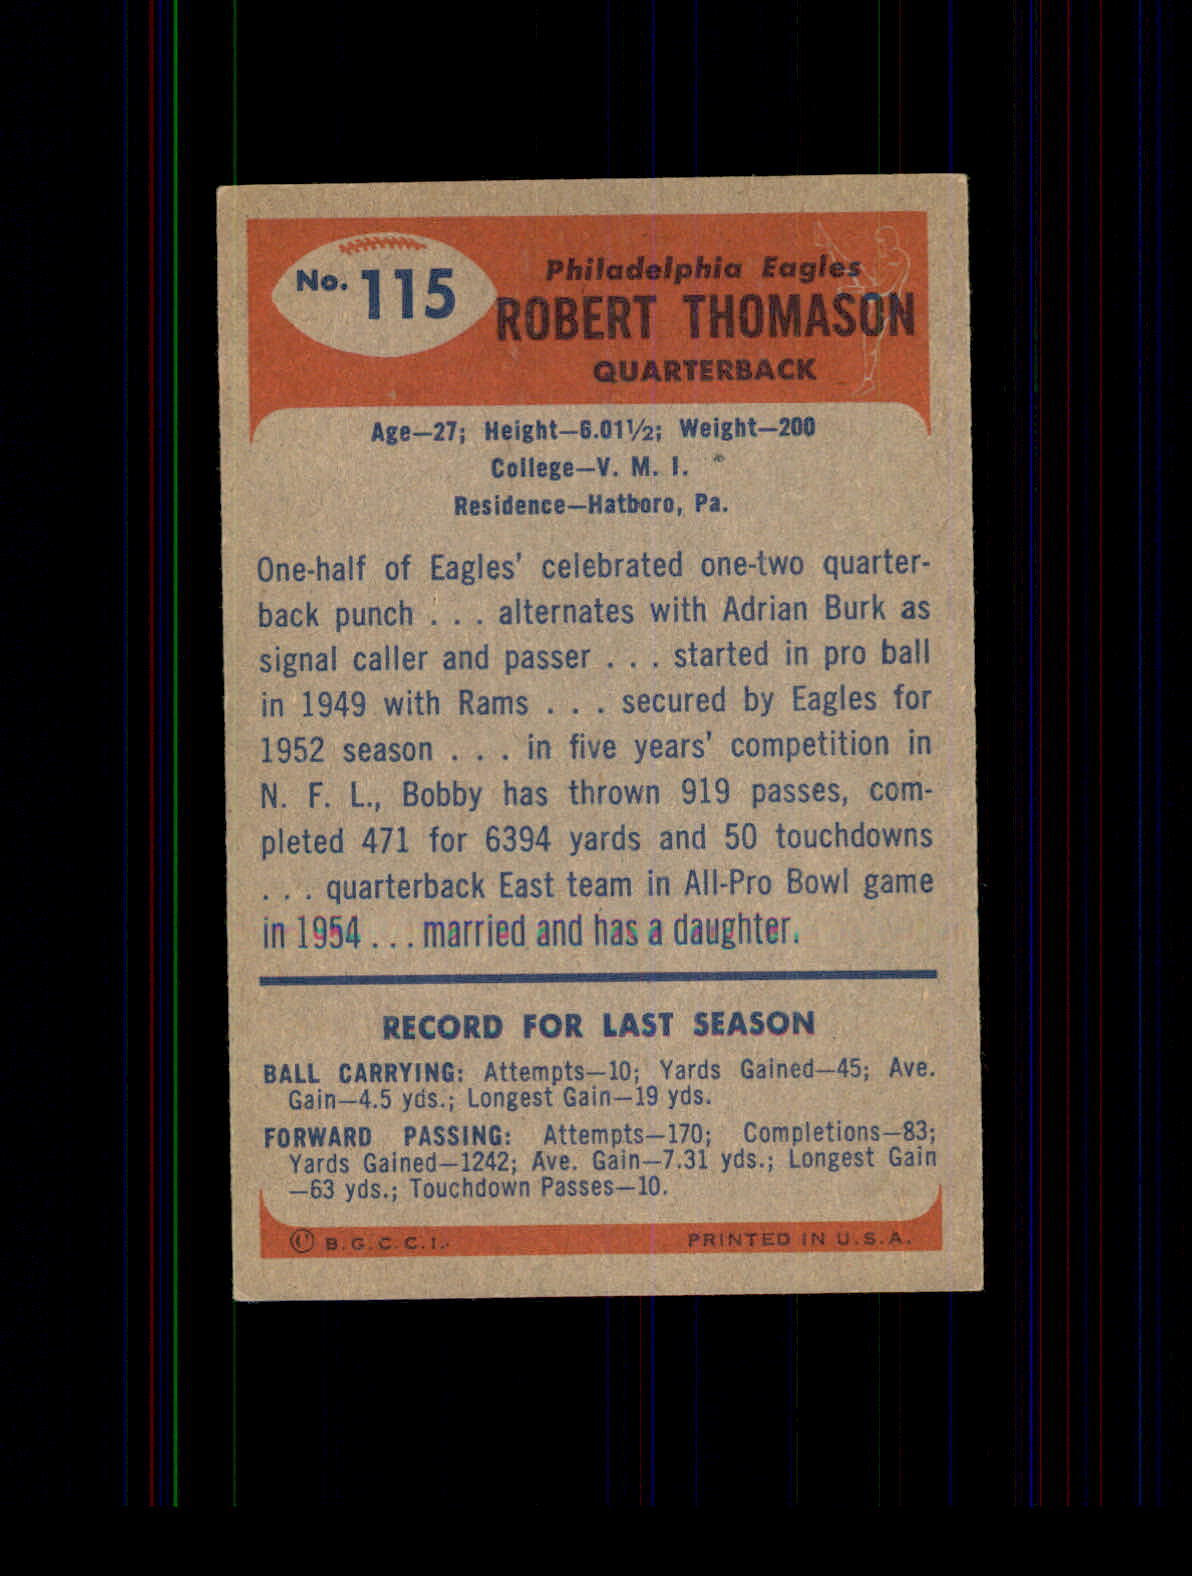 No. 115
Philadelphia Eagles
ROBERT THOMASON
QUARTERBACK
Age—27; Height—6.01½; Weight—200
College—V. M. I.
Residence—Hatboro, Pa.
One-half of Eagles' celebrated one-two quarter-
back punch . . . alternates with Adrian Burk as
signal caller and passer . . . started in pro ball
in 1949 with Rams . . . secured by Eagles for
1952 season . . . in five years' competition in
N. F. L., Bobby has thrown 919 passes, com-
pleted 471 for 6394 yards and 50 touchdowns
. . . quarterback East team in All-Pro Bowl game
in 1954 . . . married and has a daughter.
RECORD FOR LAST SEASON
BALL CARRYING: Attempts—10; Yards Gained—45; Ave.
Gain—4.5 yds.; Longest Gain—19 yds.
FORWARD PASSING: Attempts—170; Completions—83;
Yards Gained—1242; Ave. Gain—7.31 yds.; Longest Gain
—63 yds.; Touchdown Passes—10.
© B.G.C.C.I. PRINTED IN U.S.A.